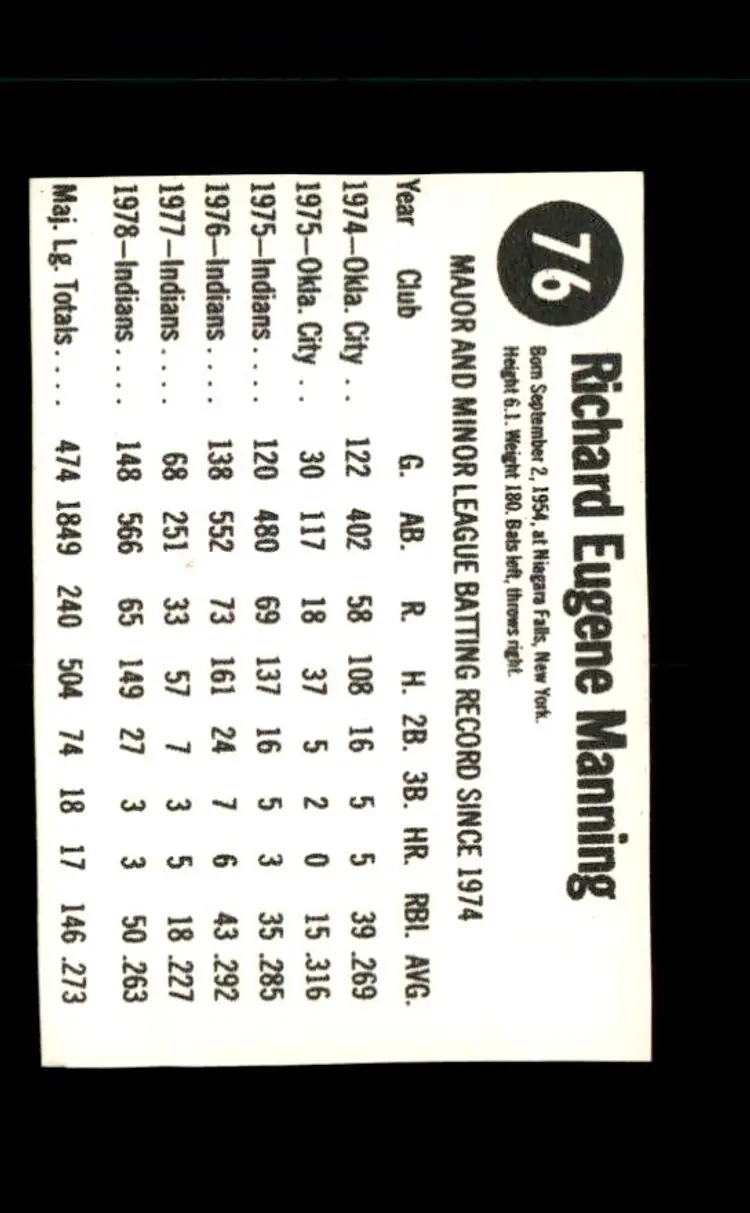 76
Richard Eugene Manning
Born September 2, 1954, at Niagara Falls, New York.
Height 6.1. Weight 180. Bats left, throws right.
MAJOR AND MINOR LEAGUE BATTING RECORD SINCE 1974
Year Club G. AB. R. H. 2B. 3B. HR. RBI. AVG.
1974—Okla. City . . 122 402 58 108 16 5 5 39 .269
1975—Okla. City . . 30 117 18 37 5 2 0 15 .316
1975—Indians . . . . 120 480 69 137 16 5 3 35 .285
1976—Indians . . . . 138 552 73 161 24 7 6 43 .292
1977—Indians . . . . 68 251 33 57 7 3 5 18 .227
1978—Indians . . . . 148 566 65 149 27 3 3 50 .263
Maj. Lg. Totals . . . . 474 1849 240 504 74 18 17 146 .273